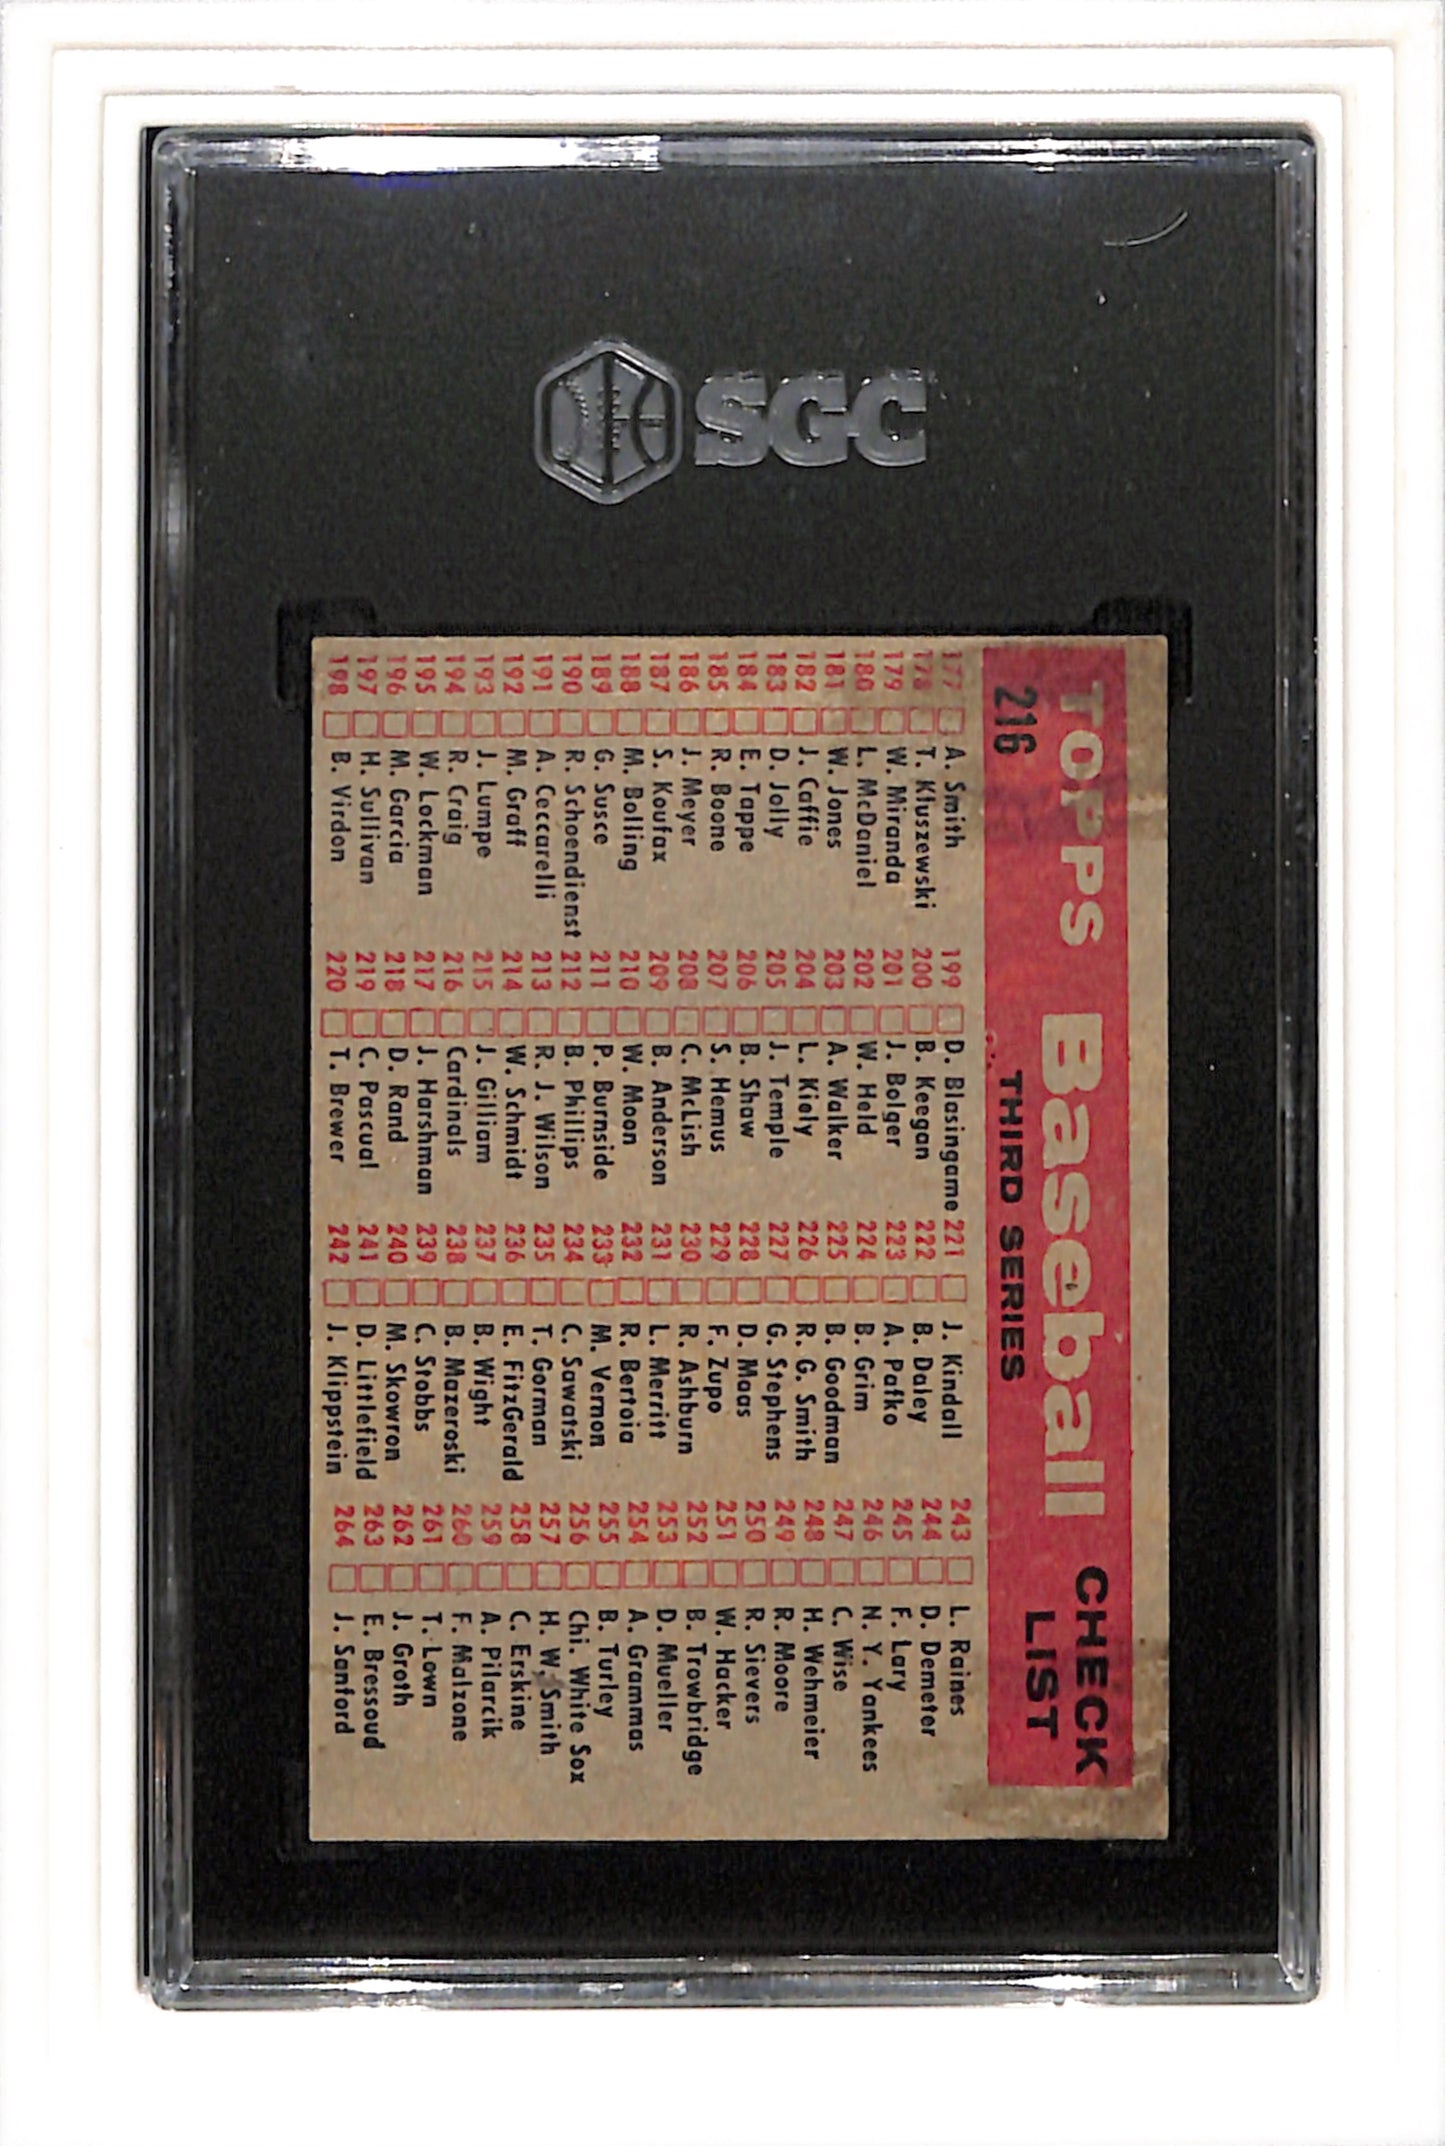 SGC
TOPPS Baseball CHECK LIST
216 THIRD SERIES
177 A. Smith
178 T. Kluszewski
179 W. Miranda
180 L. McDaniel
181 W. Jones
182 J. Caffie
183 D. Jolly
184 E. Tappe
185 R. Boone
186 J. Meyer
187 S. Koufax
188 M. Bolling
189 G. Susce
190 R. Schoendienst
191 A. Ceccarelli
192 M. Graff
193 J. Lumpe
194 R. Craig
195 W. Lockman
196 M. Garcia
197 H. Sullivan
198 B. Virdon
199 D. Blasingame
200 B. Keegan
201 J. Bolger
202 W. Held
203 A. Walker
204 L. Kiely
205 J. Temple
206 B. Shaw
207 S. Hemus
208 C. McLish
209 B. Anderson
210 W. Moon
211 P. Burnside
212 B. Phillips
213 R. J. Wilson
214 W. Schmidt
215 J. Gilliam
216 Cardinals
217 J. Harshman
218 D. Rand
219 C. Pascual
220 T. Brewer
221 J. Kindall
222 B. Daley
223 A. Pafko
224 B. Grim
225 B. Goodman
226 R. G. Smith
227 G. Stephens
228 D. Maas
229 F. Zupo
230 R. Ashburn
231 L. Merritt
232 R. Bertoia
233 M. Vernon
234 C. Sawatski
235 T. Gorman
236 E. FitzGerald
237 B. Wight
238 B. Mazeroski
239 C. Stobbs
240 M. Skowron
241 D. Littlefield
242 J. Klippstein
243 L. Raines
244 D. Demeter
245 F. Lary
246 N. Y. Yankees
247 C. Wise
248 H. Wehmeier
249 R. Moore
250 R. Sievers
251 W. Hacker
252 B. Trowbridge
253 D. Mueller
254 A. Grammas
255 B. Turley
256 Chi. White Sox
257 H. W. Smith
258 C. Erskine
259 A. Pilarcik
260 F. Malzone
261 T. Lown
262 J. Groth
263 E. Bressoud
264 J. Sanford